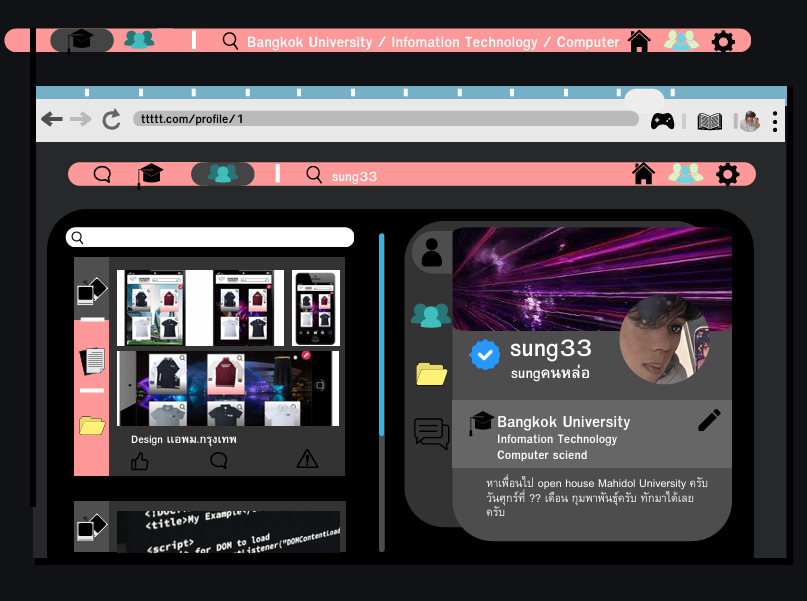 Bangkok University / Infomation Technology / Computer
ttttt.com/profile/1
sung33
Design แอพม.กรุงเทพ
<title>My Example</
<script>
for DOM to load
Listener("DOMContentLoad
sung33
sungคนหล่อ
Bangkok University
Infomation Technology
Computer sciend
หาเพื่อนไป open house Mahidol University ครับ
วันศุกร์ที่ ?? เดือน กุมพาพันธุ์ครับ ทักมาได้เลย
ครับ